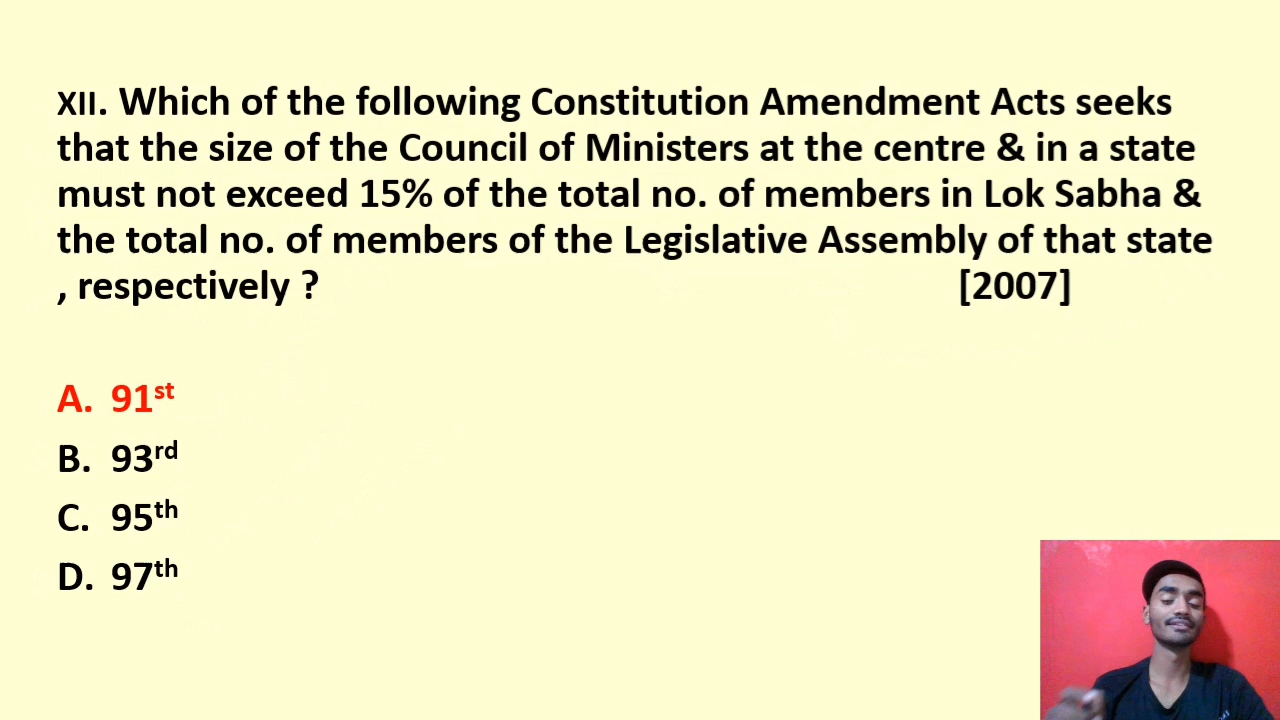 XII. Which of the following Constitution Amendment Acts seeks
that the size of the Council of Ministers at the centre & in a state
must not exceed 15% of the total no. of members in Lok Sabha &
the total no. of members of the Legislative Assembly of that state
, respectively ? [2007]
A. 91st
B. 93rd
C. 95th
D. 97th